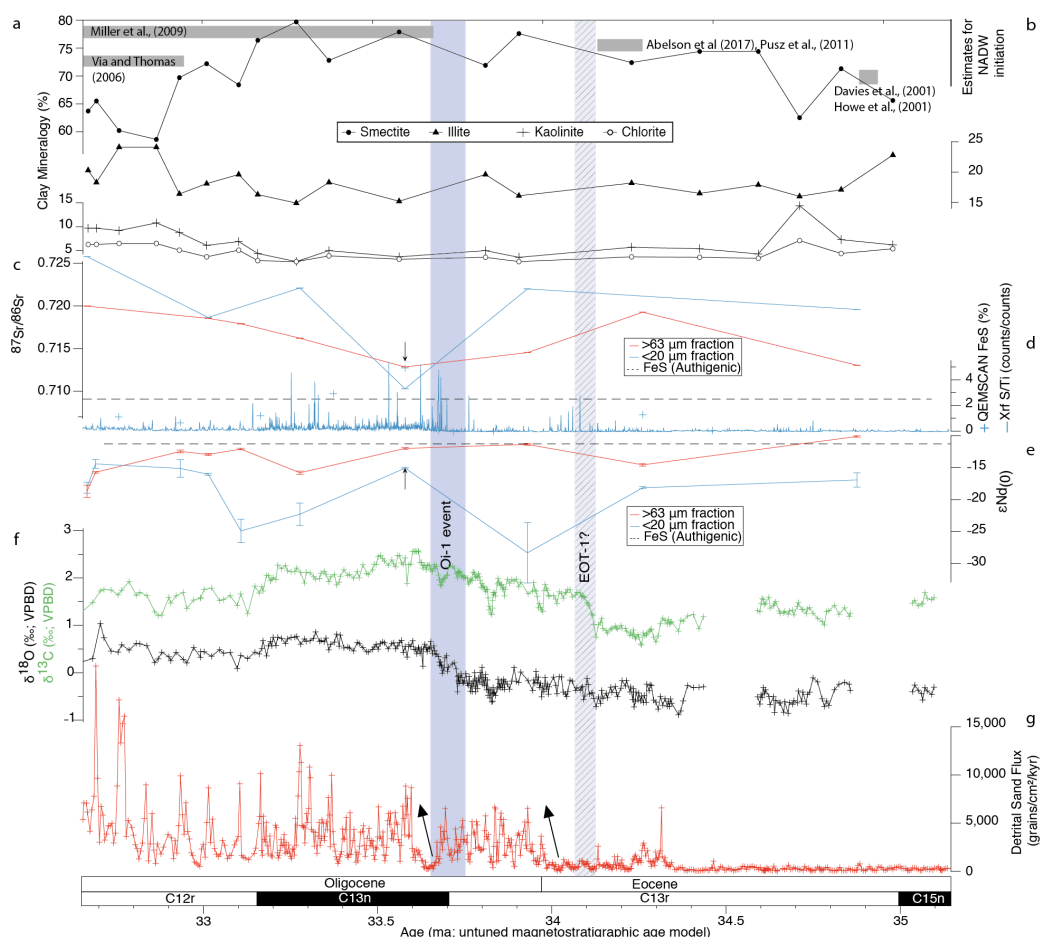 a
b
80
75
70
65
60
Miller et al., (2009)
Via and Thomas
(2006)
Abelson et al (2017), Pusz et al., (2011)
Davies et al., (2001)
Howe et al., (2001)
Estimates for
NADW
initiation
Smectite Illite Kaolinite Chlorite
Clay Mineralogy (%)
25
20
15
15
10
5
c
0.725
0.720
0.715
0.710
87Sr/86Sr
>63 µm fraction
<20 µm fraction
FeS (Authigenic)
d
4
2
0
+ QEMSCAN FeS (%)
— Xrf S/Ti (counts/counts)
e
-15
-20
-25
-30
εNd(0)
>63 µm fraction
<20 µm fraction
FeS (Authigenic)
Oi-1 event
EOT-1?
f
3
2
1
0
-1
δ18O (‰; VPBD)
δ13C (‰; VPBD)
g
15,000
10,000
5,000
0
Detrital Sand Flux
(grains/cm²/kyr)
Oligocene Eocene
C12r C13n C13r C15n
33 33.5 34 34.5 35
Age (ma; untuned magnetostratigraphic age model)